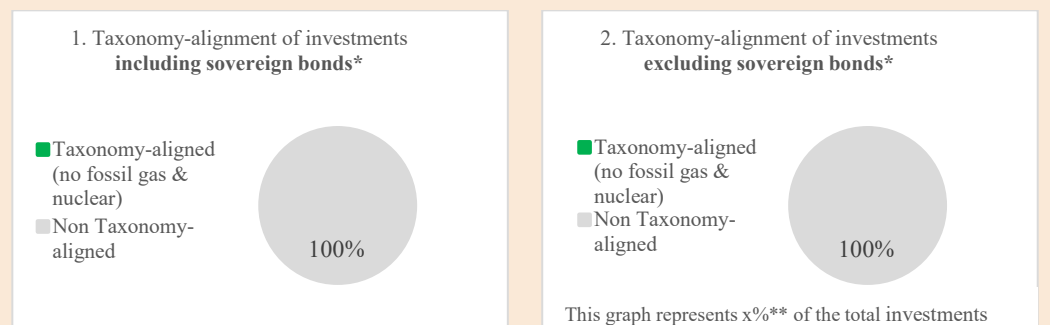 1. Taxonomy-alignment of investments
including sovereign bonds*
Taxonomy-aligned
(no fossil gas &
nuclear)
Non Taxonomy-
aligned
100%
2. Taxonomy-alignment of investments
excluding sovereign bonds*
Taxonomy-aligned
(no fossil gas &
nuclear)
Non Taxonomy-
aligned
100%
This graph represents x%** of the total investments